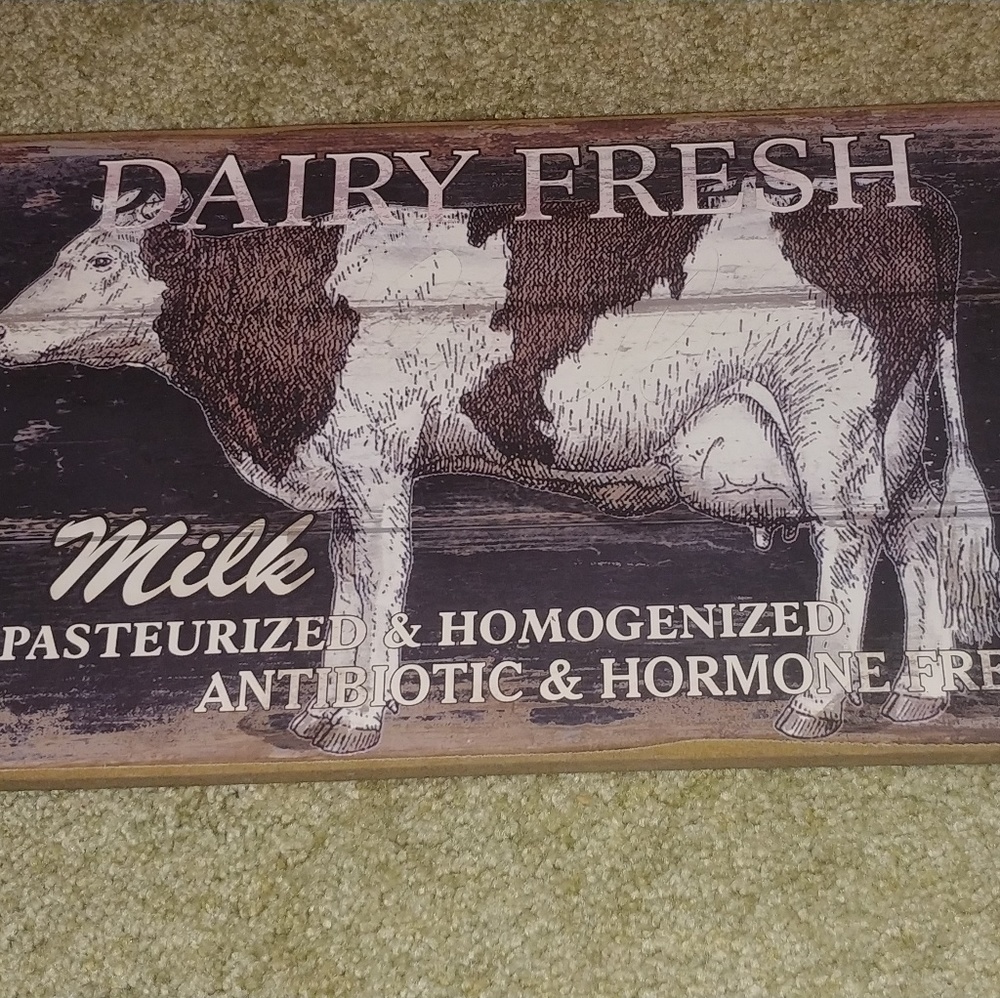 DAIRY FRESH
Milk
PASTEURIZED & HOMOGENIZED
ANTIBIOTIC & HORMONE FRE